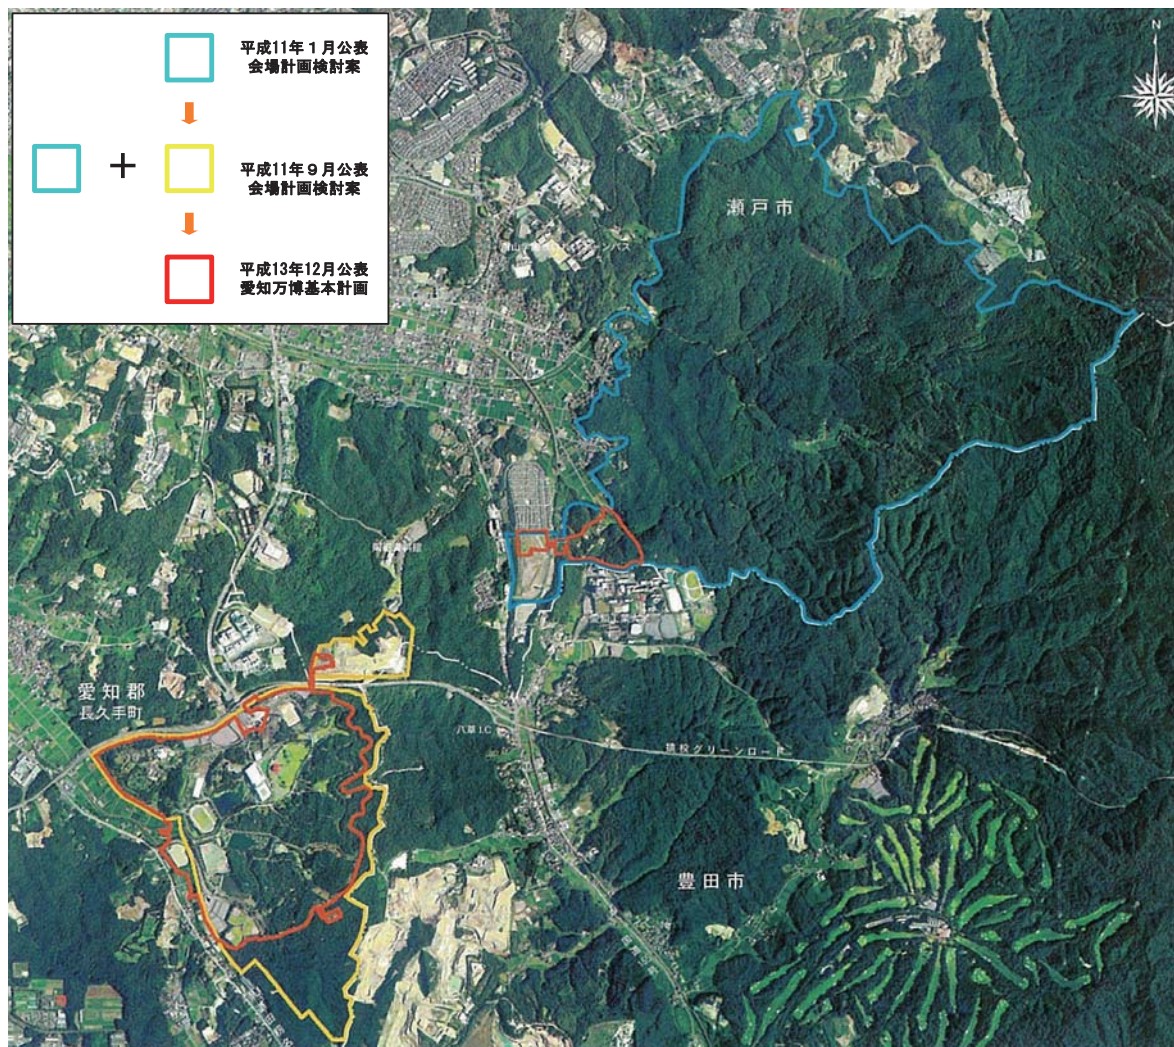 平成11年１月公表
会場計画検討案
+
平成11年９月公表
会場計画検討案
平成13年12月公表
愛知万博基本計画
N
瀬戸市
愛知郡
長久手町
八草I.C
猿投グリーンロード
豊田市